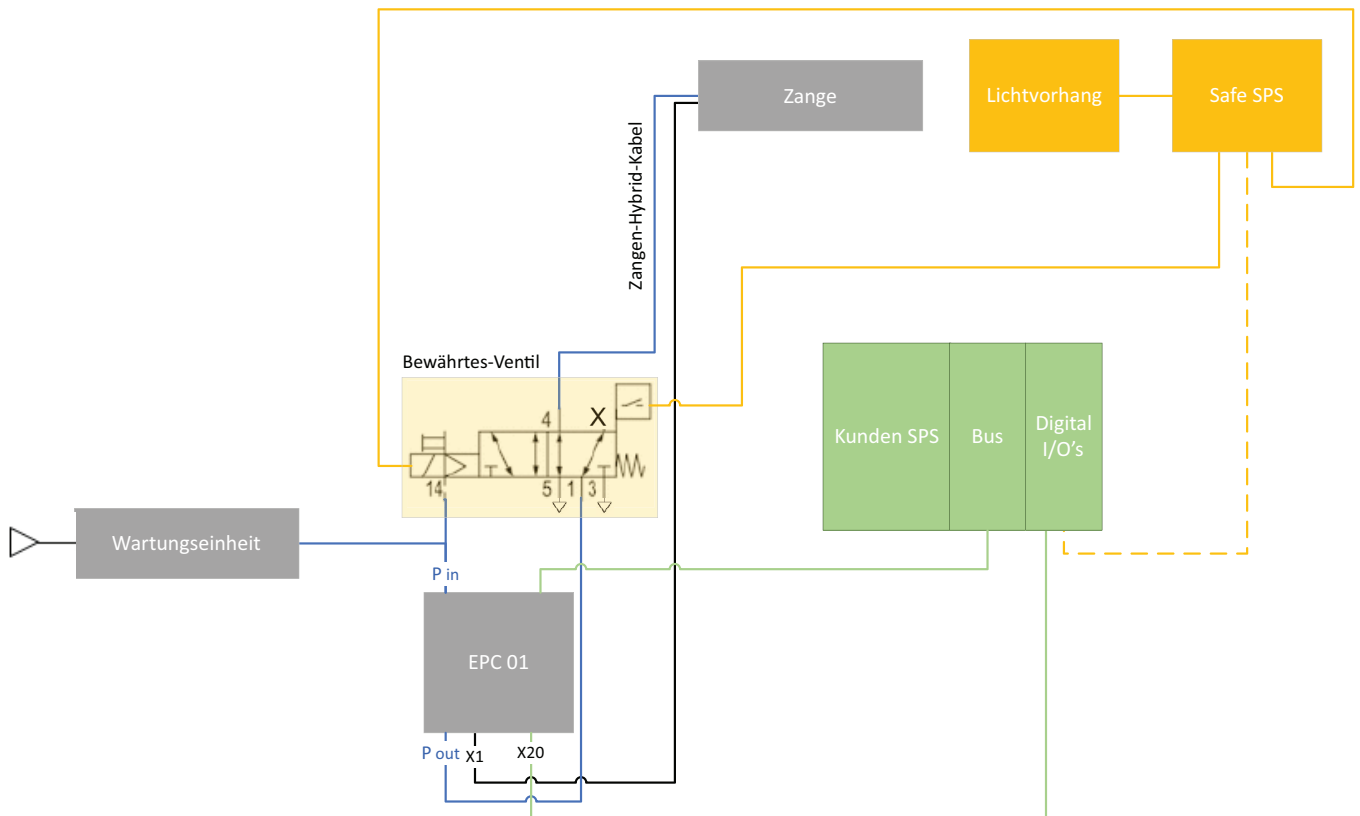 Zange
Lichtvorhang
Safe SPS
Zangen-Hybrid-Kabel
Bewährtes-Ventil
4
X
14
5
1
3
Kunden SPS
Bus
Digital
I/O's
Wartungseinheit
P in
EPC 01
P out
X1
X20